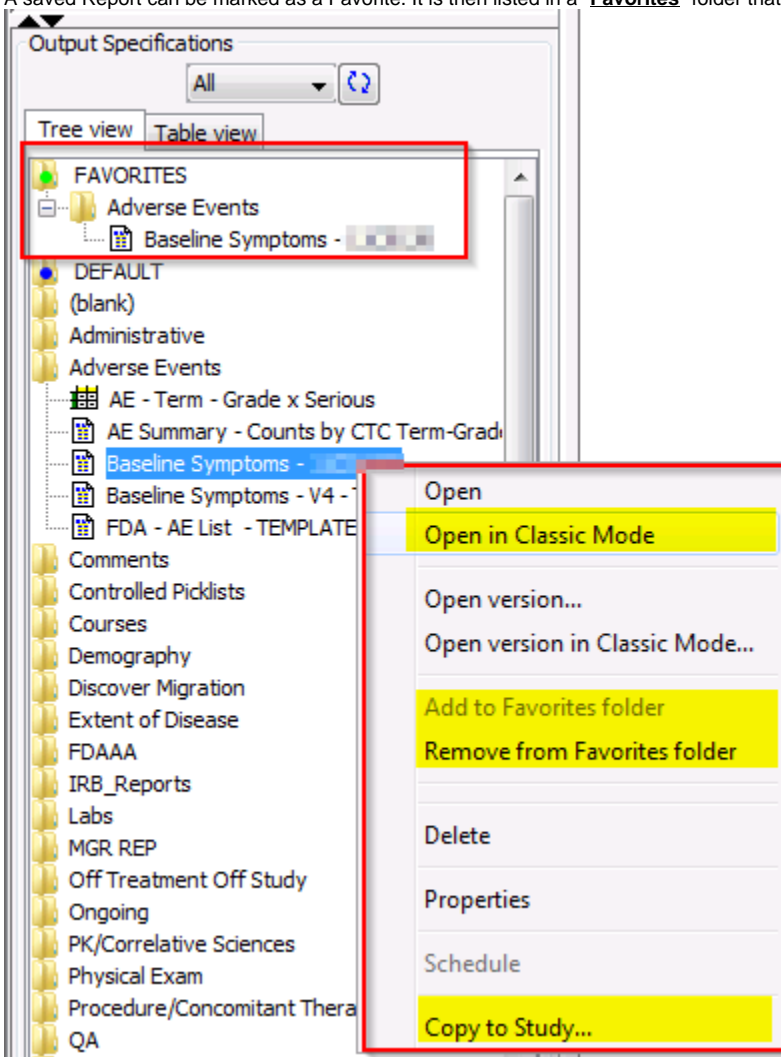 A saved Report can be marked as a Favorite. It is then listed in a "Favorites" folder that
Output Specifications
All
Tree view Table view
FAVORITES
Adverse Events
Baseline Symptoms -
DEFAULT
(blank)
Administrative
Adverse Events
AE - Term - Grade x Serious
AE Summary - Counts by CTC Term-Grad
Baseline Symptoms -
Baseline Symptoms - V4 -
FDA - AE List - TEMPLATE
Comments
Controlled Picklists
Courses
Demography
Discover Migration
Extent of Disease
FDAAA
IRB_Reports
Labs
MGR REP
Off Treatment Off Study
Ongoing
PK/Correlative Sciences
Physical Exam
Procedure/Concomitant Thera
QA
Open
Open in Classic Mode
Open version...
Open version in Classic Mode...
Add to Favorites folder
Remove from Favorites folder
Delete
Properties
Schedule
Copy to Study...